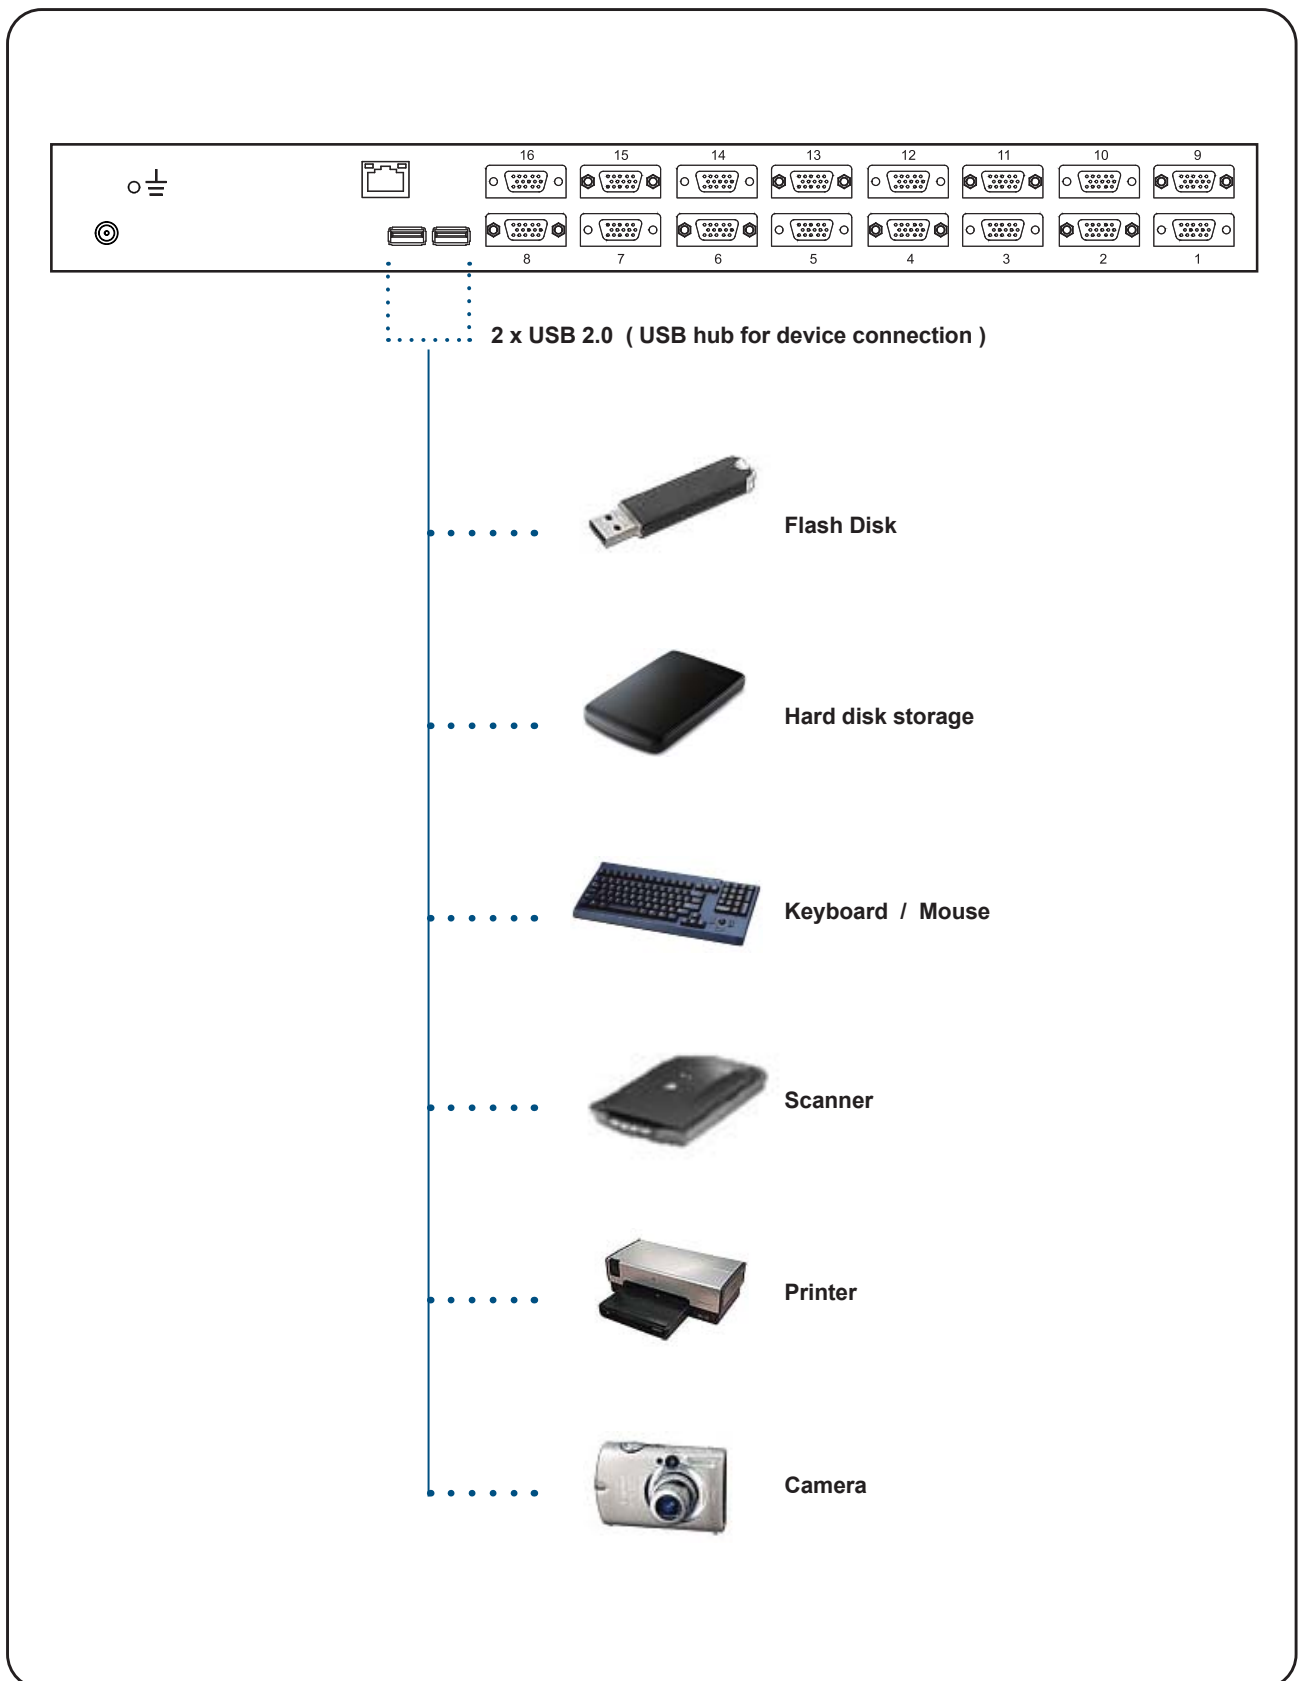 16 15 14 13 12 11 10 9
8 7 6 5 4 3 2 1
2 x USB 2.0 ( USB hub for device connection )
Flash Disk
Hard disk storage
Keyboard / Mouse
Scanner
Printer
Camera